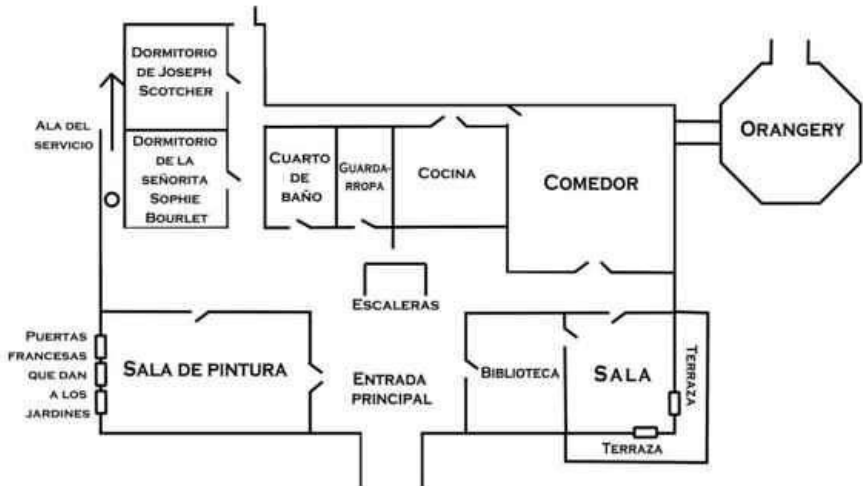 DORMITORIO
DE JOSEPH
SCOTCHER
ALA DEL
SERVICIO
DORMITORIO
DE LA
SEÑORITA
SOPHIE
BOURLET
CUARTO
DE
BAÑO
GUARDA-
RROPA
COCINA
COMEDOR
ORANGERY
ESCALERAS
PUERTAS
FRANCESAS
QUE DAN
A LOS
JARDINES
SALA DE PINTURA
ENTRADA
PRINCIPAL
BIBLIOTECA
SALA
TERRAZA
TERRAZA